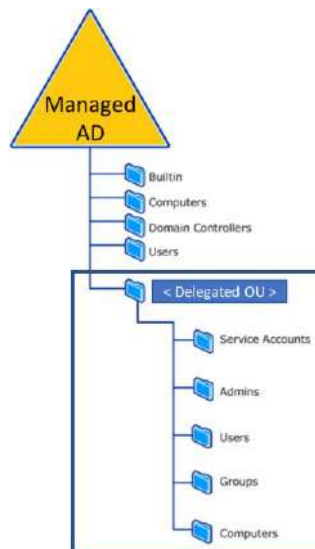 Managed
AD
Builtin
Computers
Domain Controllers
Users
< Delegated OU >
Service Accounts
Admins
Users
Groups
Computers